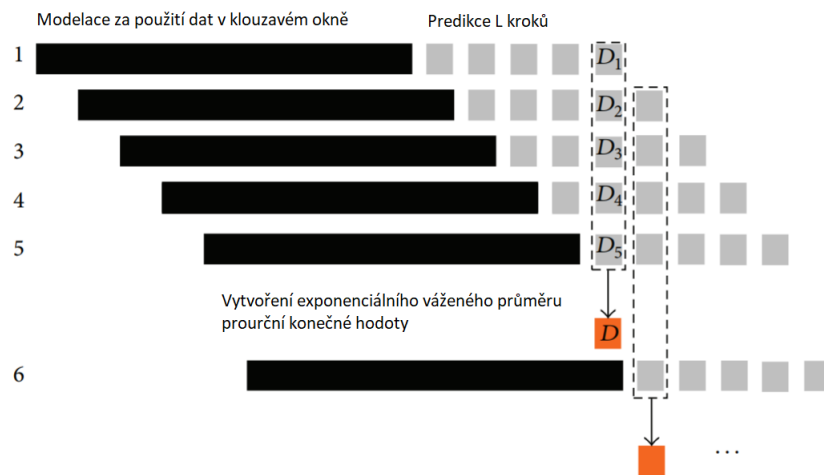 Modelace za použití dat v klouzavém okně
Predikce L kroků
1
D1
2
D2
3
D3
4
D4
5
D5
Vytvoření exponenciálního váženého průměru
prourční konečné hodoty
D
6
...